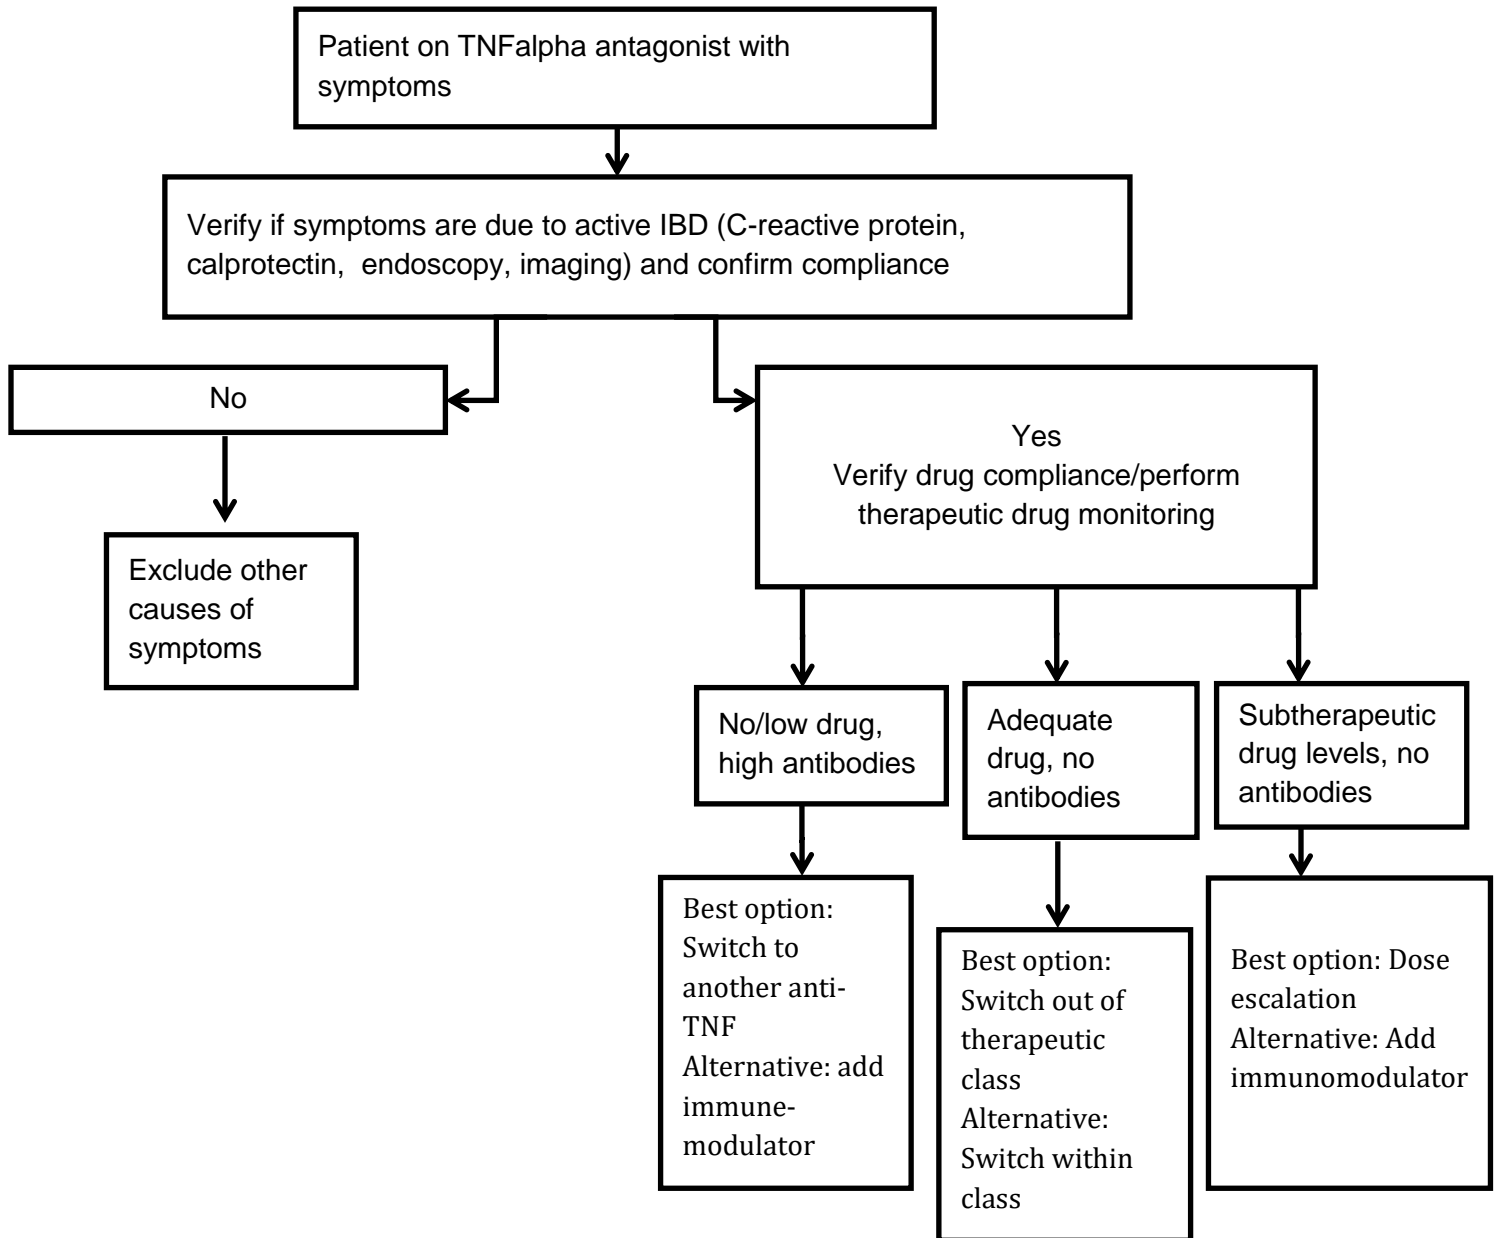 Patient on TNFalpha antagonist with
symptoms
Verify if symptoms are due to active IBD (C-reactive protein,
calprotectin,  endoscopy, imaging) and confirm compliance
No
Yes
Verify drug compliance/perform
therapeutic drug monitoring
Exclude other
causes of
symptoms
No/low drug,
high antibodies
Adequate
drug, no
antibodies
Subtherapeutic
drug levels, no
antibodies
Best option:
Switch to
another anti-
TNF
Alternative: add
immune-
modulator
Best option:
Switch out of
therapeutic
class
Alternative:
Switch within
class
Best option: Dose
escalation
Alternative: Add
immunomodulator